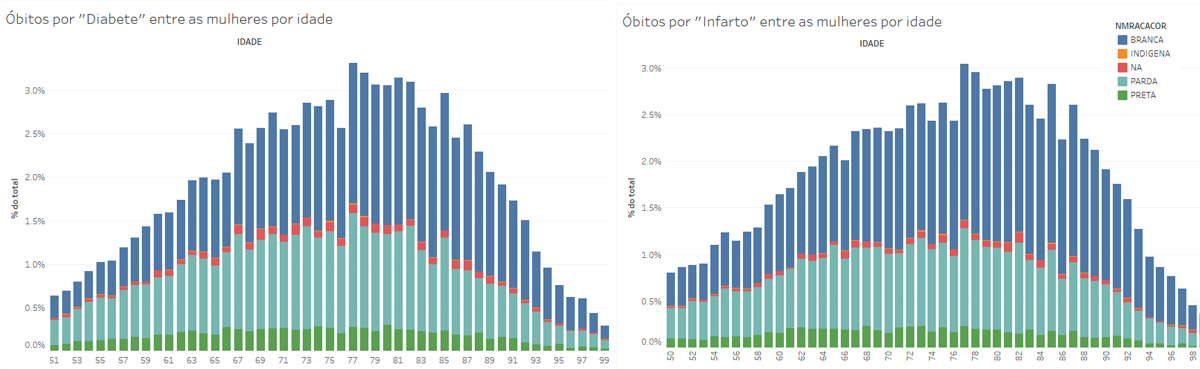 Óbitos por "Diabete" entre as mulheres por idade
IDADE
% do total
3.0%
2.5%
2.0%
1.5%
1.0%
0.5%
0.0%
51 53 55 57 59 61 63 65 67 69 71 73 75 77 79 81 83 85 87 89 91 93 95 97 99
Óbitos por "Infarto" entre as mulheres por idade
IDADE
NMRACACOR
BRANCA
INDIGENA
NA
PARDA
PRETA
% do total
3.0%
2.5%
2.0%
1.5%
1.0%
0.5%
0.0%
50 52 54 56 58 60 62 64 66 68 70 72 74 76 78 80 82 84 86 88 90 92 94 96 98